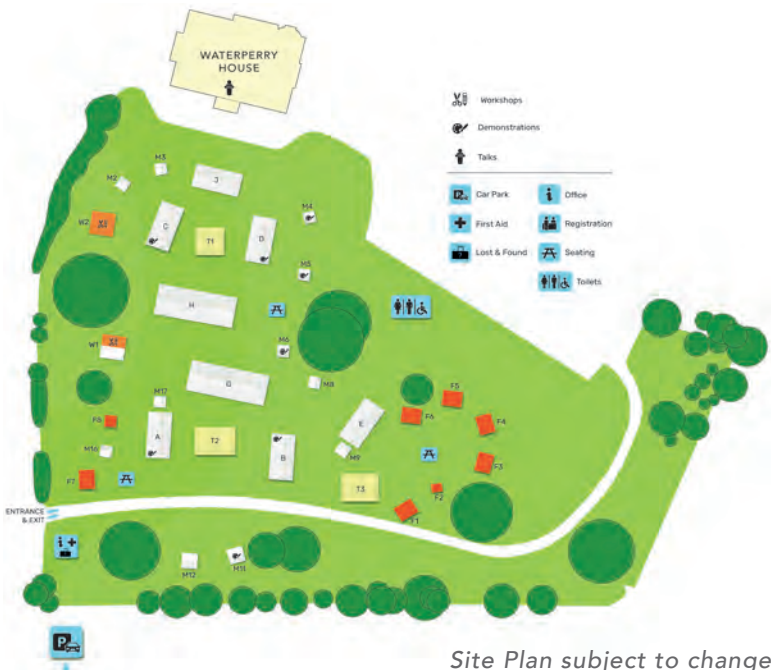 WATERPERRY
HOUSE
Workshops
Demonstrations
Talks
Car Park
Office
First Aid
Registration
Lost & Found
Seating
Toilets
M3
M2
J
M4
W2
C
T1
D
M5
H
W1
M6
G
M8
M17
F5
F6
F4
F6
A
T2
E
M16
B
M9
F3
F7
T3
F2
F1
ENTRANCE
& EXIT
M12
M11
P
Site Plan subject to change